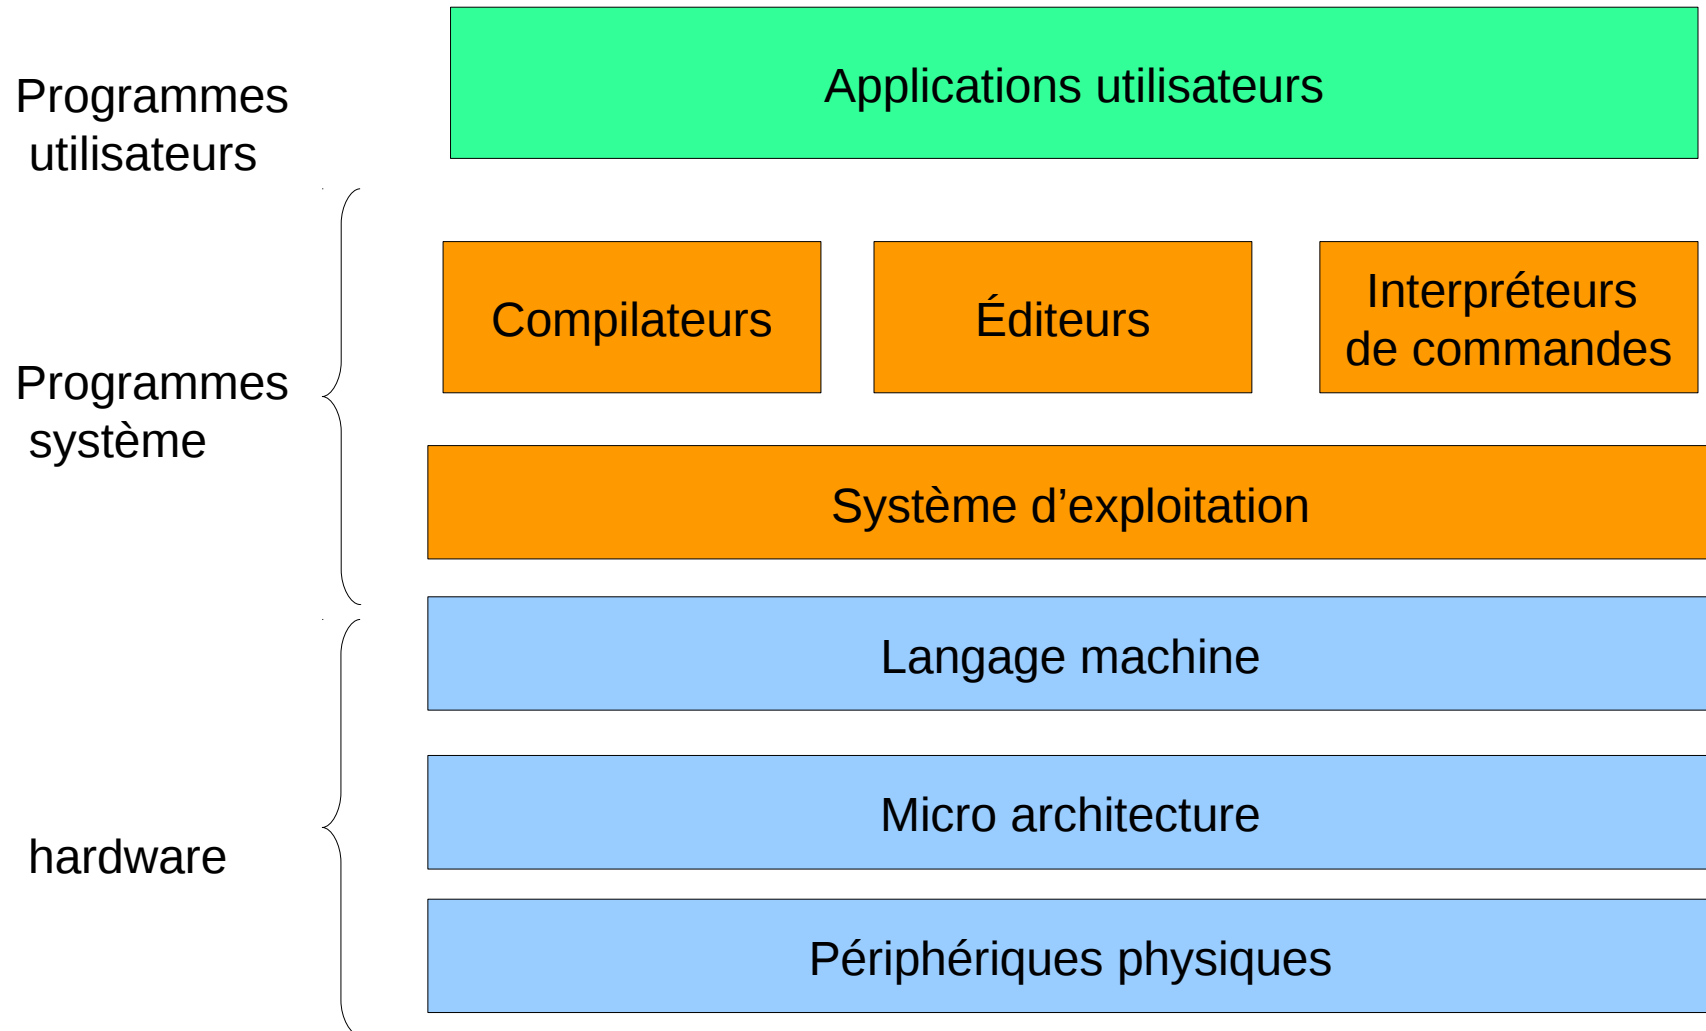 Programmes
utilisateurs
Applications utilisateurs
Programmes
système
Compilateurs
Éditeurs
Interpréteurs
de commandes
Système d’exploitation
hardware
Langage machine
Micro architecture
Périphériques physiques